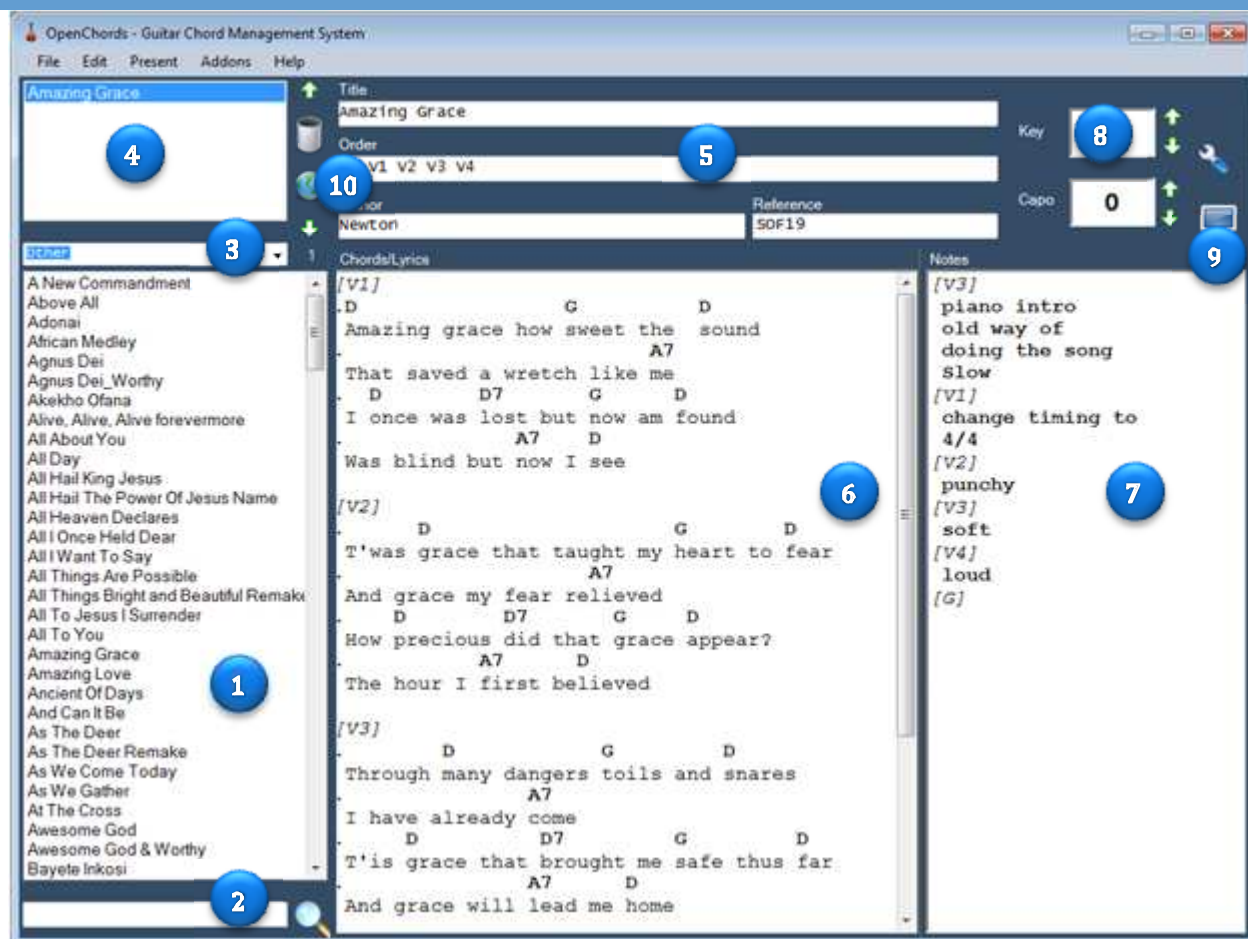 OpenChords - Guitar Chord Management System
File Edit Present Addons Help
Amazing Grace
4
10
3
Other
1
A New Commandment
Above All
Adonai
African Medley
Agnus Dei
Agnus Dei_Worthy
Akekho Ofana
Alive, Alive, Alive forevermore
All About You
All Day
All Hail King Jesus
All Hail The Power Of Jesus Name
All Heaven Declares
All I Once Held Dear
All I Want To Say
All Things Are Possible
All Things Bright and Beautiful Remake
All To Jesus I Surrender
All To You
Amazing Grace
Amazing Love
Ancient Of Days
And Can It Be
As The Deer
As The Deer Remake
As We Come Today
As We Gather
At The Cross
Awesome God
Awesome God & Worthy
Bayete Inkosi
1
2
Title
Amazing Grace
Order
V1 V2 V3 V4
5
Newton
Reference
SOF19
Key
8
Capo
0
9
Chords/Lyrics
[V1]
.D G D
Amazing grace how sweet the sound
. A7
That saved a wretch like me
. D D7 G D
I once was lost but now am found
. A7 D
Was blind but now I see
[V2]
. D G D
T'was grace that taught my heart to fear
. A7
And grace my fear relieved
. D D7 G D
How precious did that grace appear?
. A7 D
The hour I first believed
[V3]
. D G D
Through many dangers toils and snares
. A7
I have already come
. D D7 G D
T'is grace that brought me safe thus far
. A7 D
And grace will lead me home
6
Notes
[V3]
piano intro
old way of
doing the song
Slow
[V1]
change timing to
4/4
[V2]
punchy
[V3]
soft
[V4]
loud
[G]
7